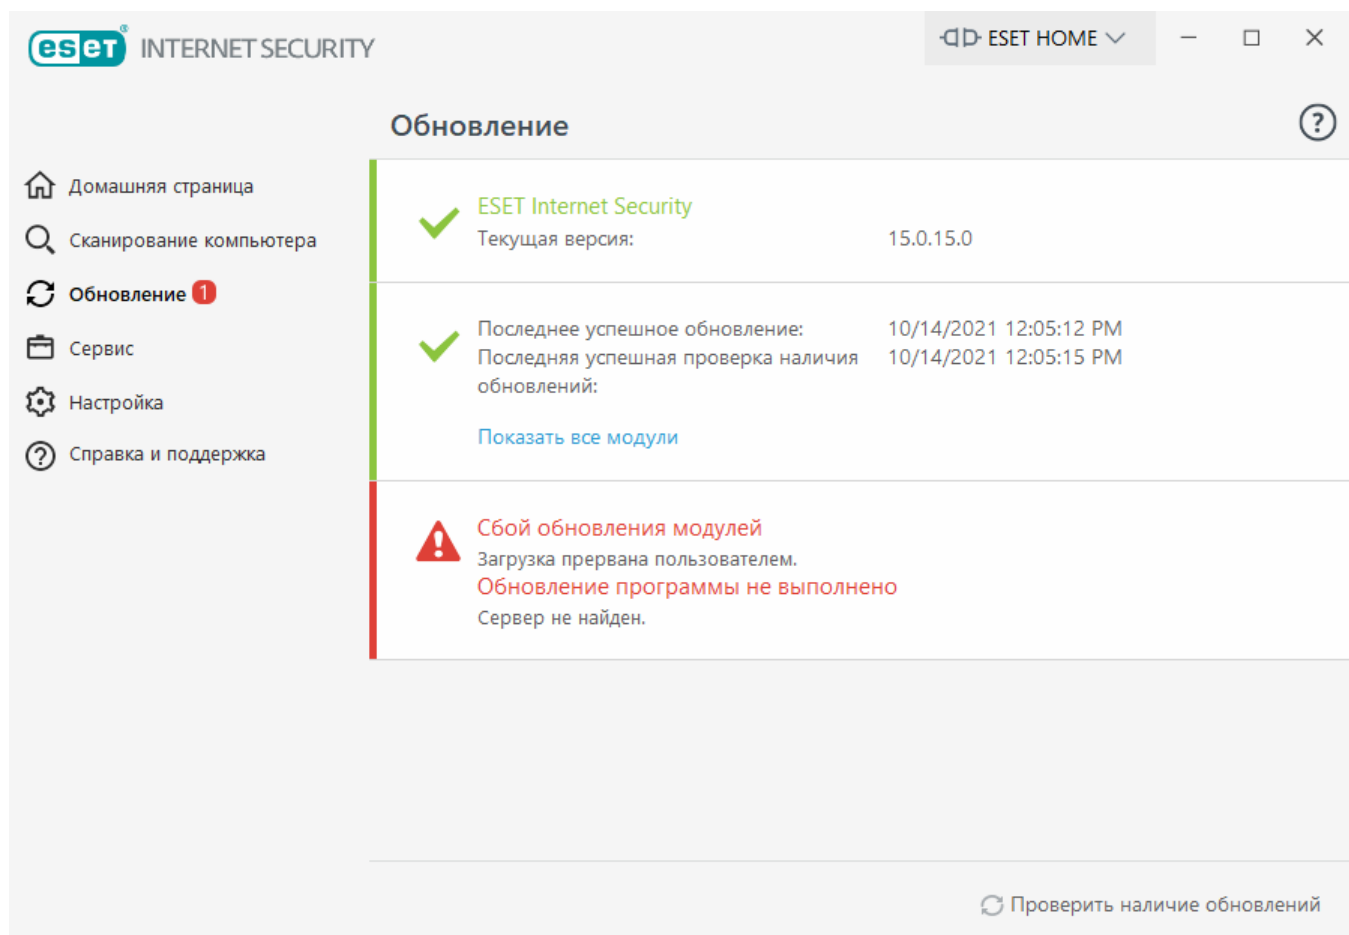 eset® INTERNET SECURITY
ESET HOME
Обновление
Домашняя страница
Сканирование компьютера
Обновление 1
Сервис
Настройка
Справка и поддержка
ESET Internet Security
Текущая версия: 15.0.15.0
Последнее успешное обновление: 10/14/2021 12:05:12 PM
Последняя успешная проверка наличия 10/14/2021 12:05:15 PM
обновлений:
Показать все модули
Сбой обновления модулей
Загрузка прервана пользователем.
Обновление программы не выполнено
Сервер не найден.
Проверить наличие обновлений